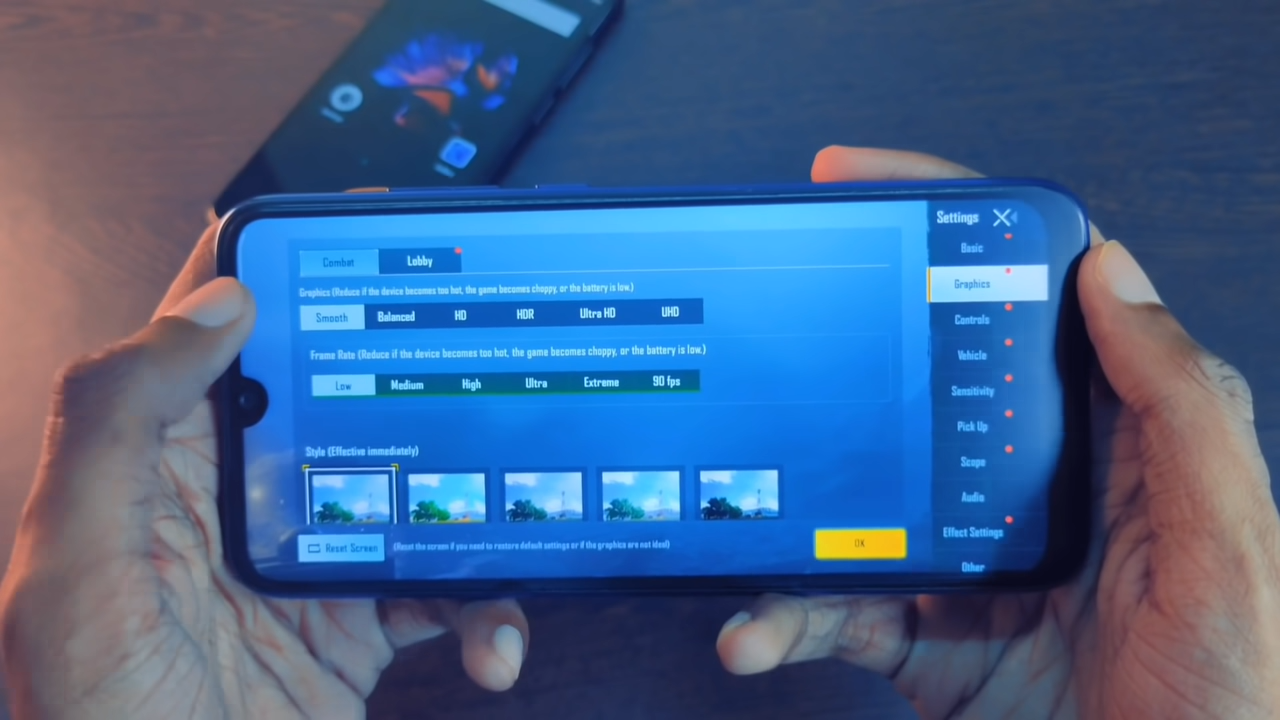 Settings
Combat Lobby
Graphics (Reduce if the device becomes too hot, the game becomes choppy, or the battery is low.)
Smooth Balanced HD HDR Ultra HD UHD
Frame Rate (Reduce if the device becomes too hot, the game becomes choppy, or the battery is low.)
Low Medium High Ultra Extreme 90 fps
Style (Effective immediately)
Reset Screen (Reset the screen if you need to restore default settings or if the graphics are not ideal)
OK
Basic
Graphics
Controls
Vehicle
Sensitivity
Pick Up
Scope
Audio
Effect Settings
Other